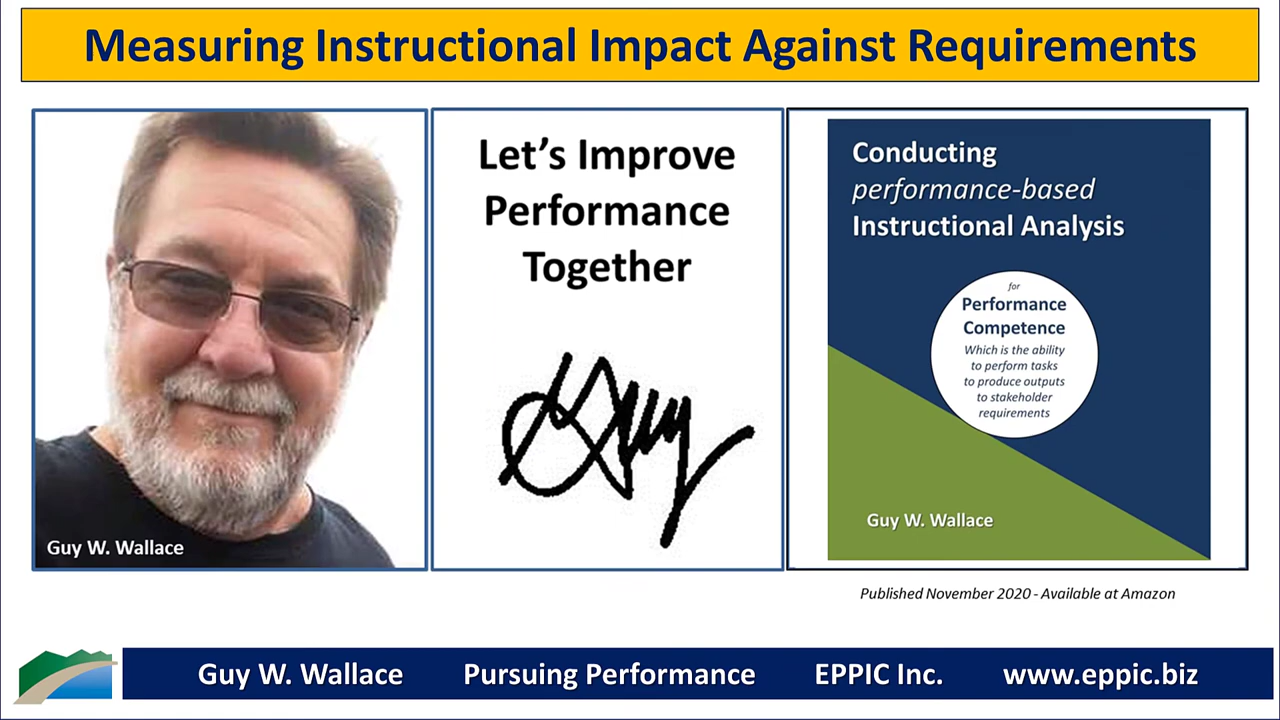 Measuring Instructional Impact Against Requirements
Guy W. Wallace
Let's Improve
Performance
Together
Guy
Conducting
performance-based
Instructional Analysis
for
Performance
Competence
Which is the ability
to perform tasks
to produce outputs
to stakeholder
requirements
Guy W. Wallace
Published November 2020 - Available at Amazon
Guy W. Wallace Pursuing Performance EPPIC Inc. www.eppic.biz